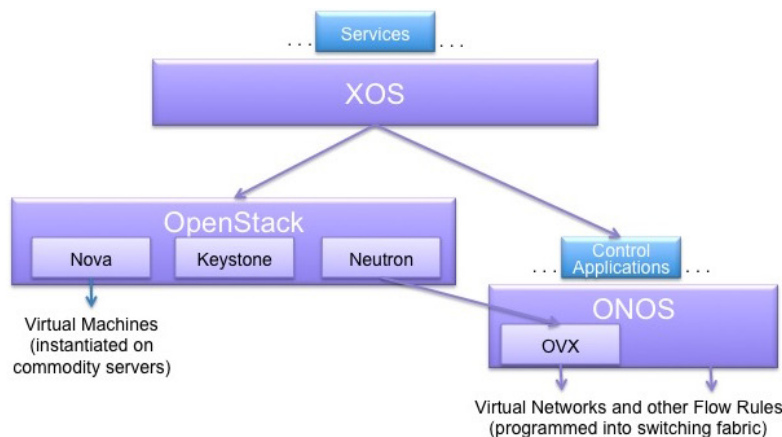 ... Services ...
XOS
OpenStack
Nova
Keystone
Neutron
... Control
Applications ...
ONOS
OVX
Virtual Machines
(instantiated on
commodity servers)
Virtual Networks and other Flow Rules
(programmed into switching fabric)